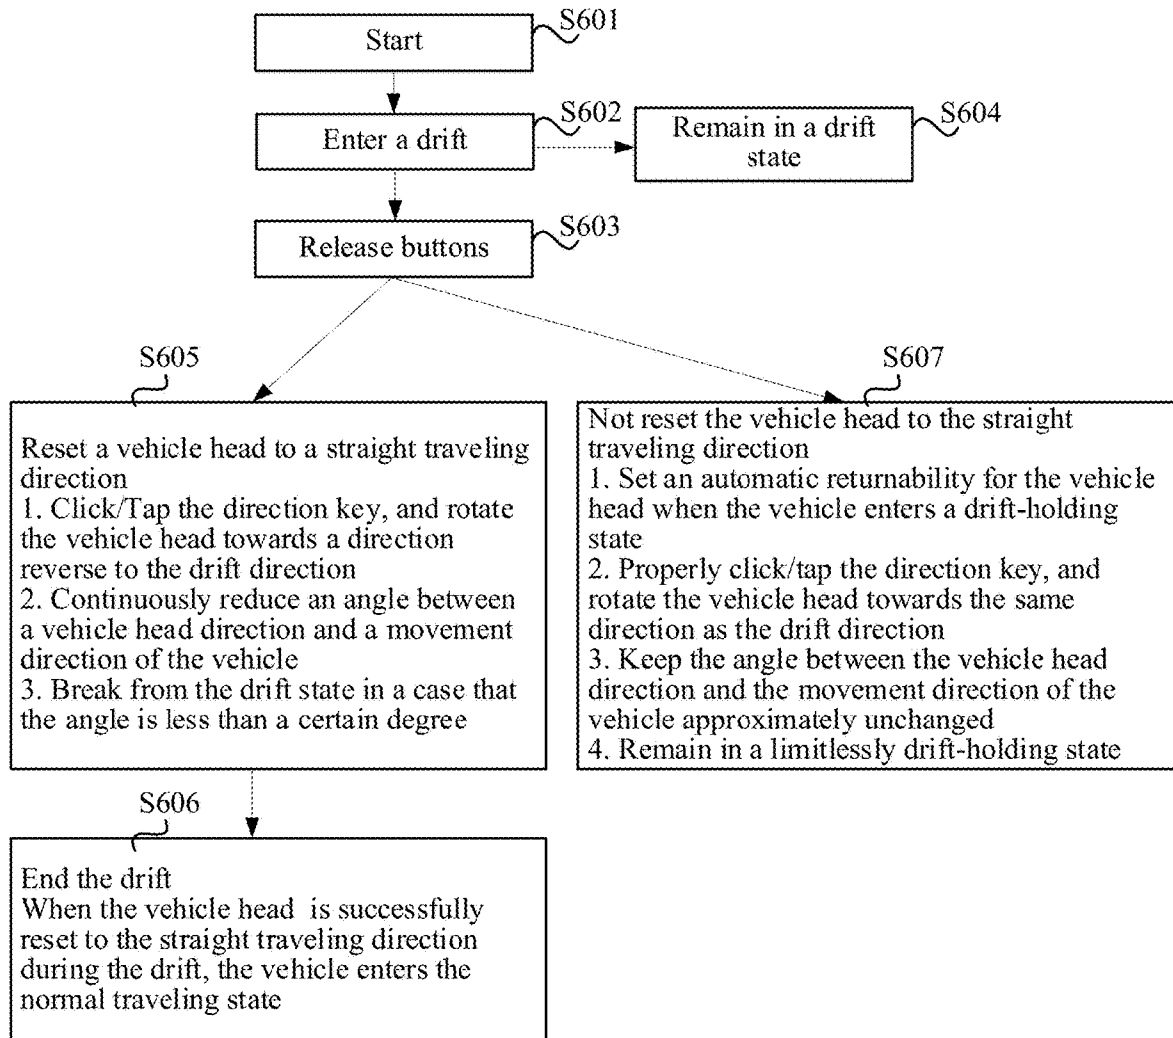 Start
S601
Enter a drift
S602
Remain in a drift
state
S604
Release buttons
S603
S605
Reset a vehicle head to a straight traveling
direction
1. Click/Tap the direction key, and rotate
the vehicle head towards a direction
reverse to the drift direction
2. Continuously reduce an angle between
a vehicle head direction and a movement
direction of the vehicle
3. Break from the drift state in a case that
the angle is less than a certain degree
S607
Not reset the vehicle head to the straight
traveling direction
1. Set an automatic returnability for the vehicle
head when the vehicle enters a drift-holding
state
2. Properly click/tap the direction key, and
rotate the vehicle head towards the same
direction as the drift direction
3. Keep the angle between the vehicle head
direction and the movement direction of the
vehicle approximately unchanged
4. Remain in a limitlessly drift-holding state
S606
End the drift
When the vehicle head is successfully
reset to the straight traveling direction
during the drift, the vehicle enters the
normal traveling state